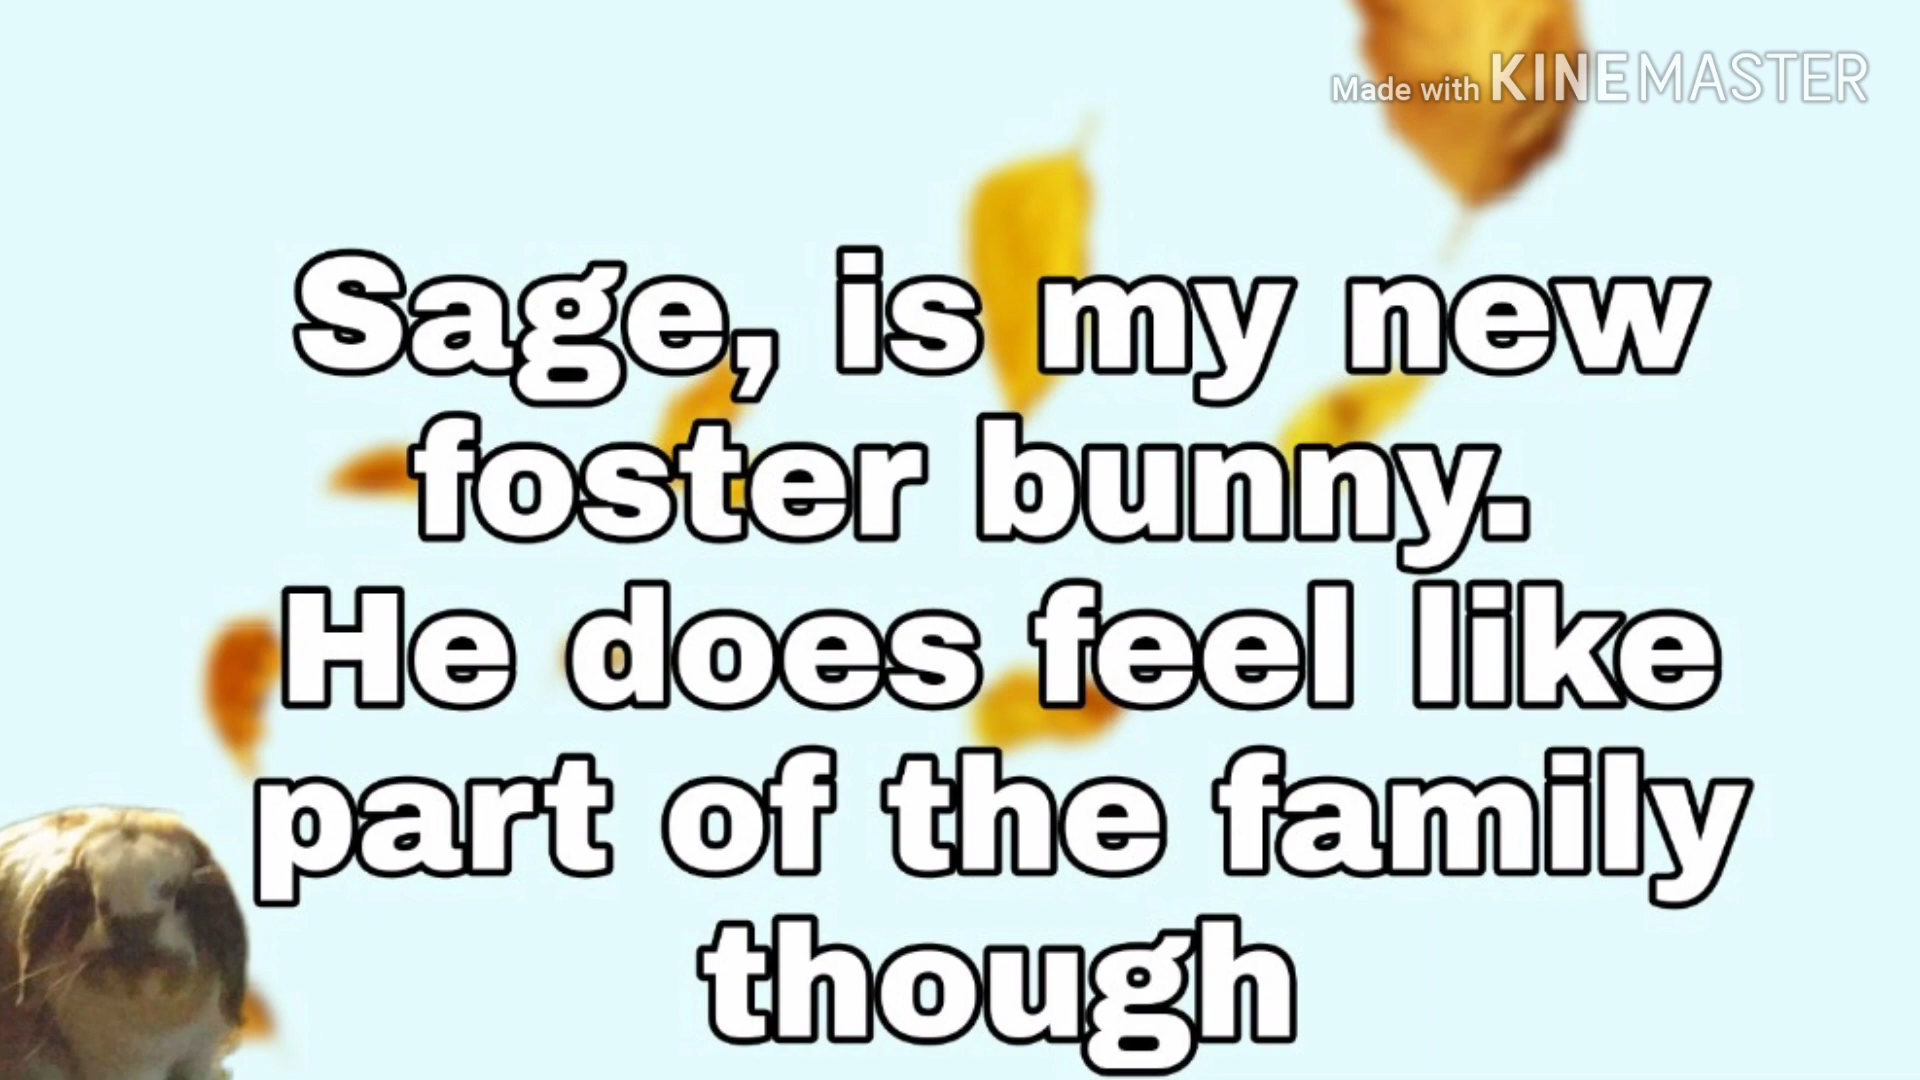 Made with KINEMASTER
Sage, is my new
foster bunny.
He does feel like
part of the family
though